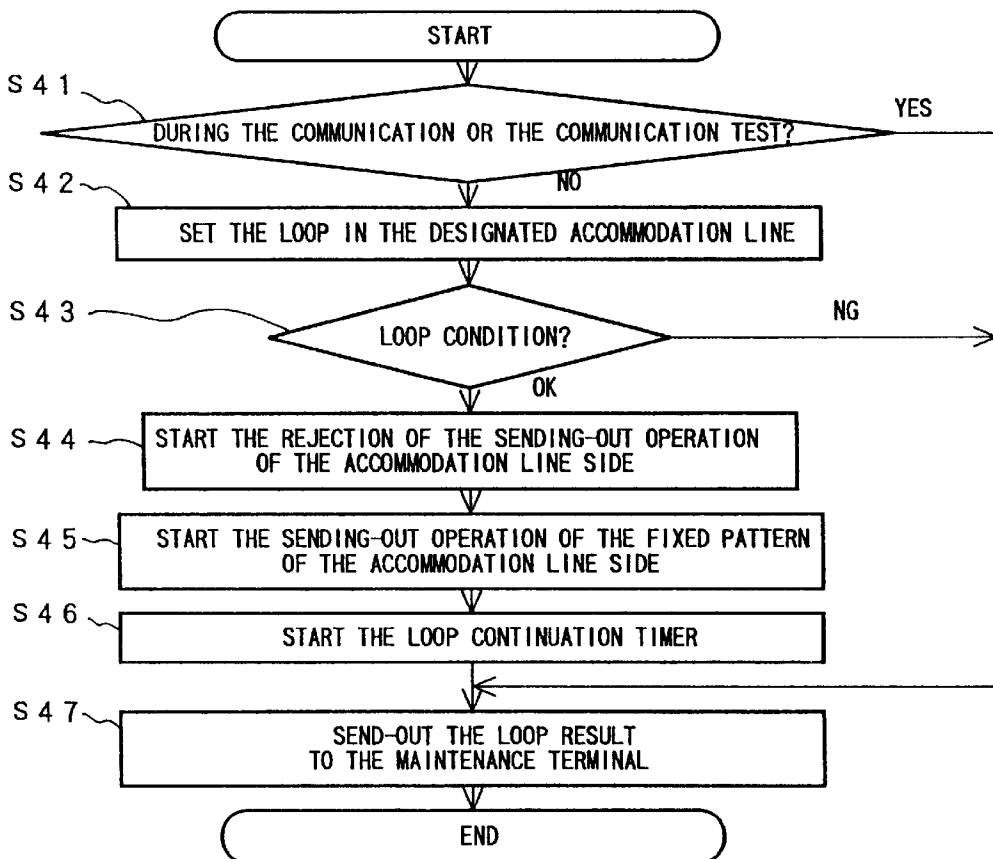 START
S41
YES
DURING THE COMMUNICATION OR THE COMMUNICATION TEST?
NO
S42
SET THE LOOP IN THE DESIGNATED ACCOMMODATION LINE
S43
NG
LOOP CONDITION?
OK
S44
START THE REJECTION OF THE SENDING-OUT OPERATION
OF THE ACCOMMODATION LINE SIDE
S45
START THE SENDING-OUT OPERATION OF THE FIXED PATTERN
OF THE ACCOMMODATION LINE SIDE
S46
START THE LOOP CONTINUATION TIMER
S47
SEND-OUT THE LOOP RESULT
TO THE MAINTENANCE TERMINAL
END